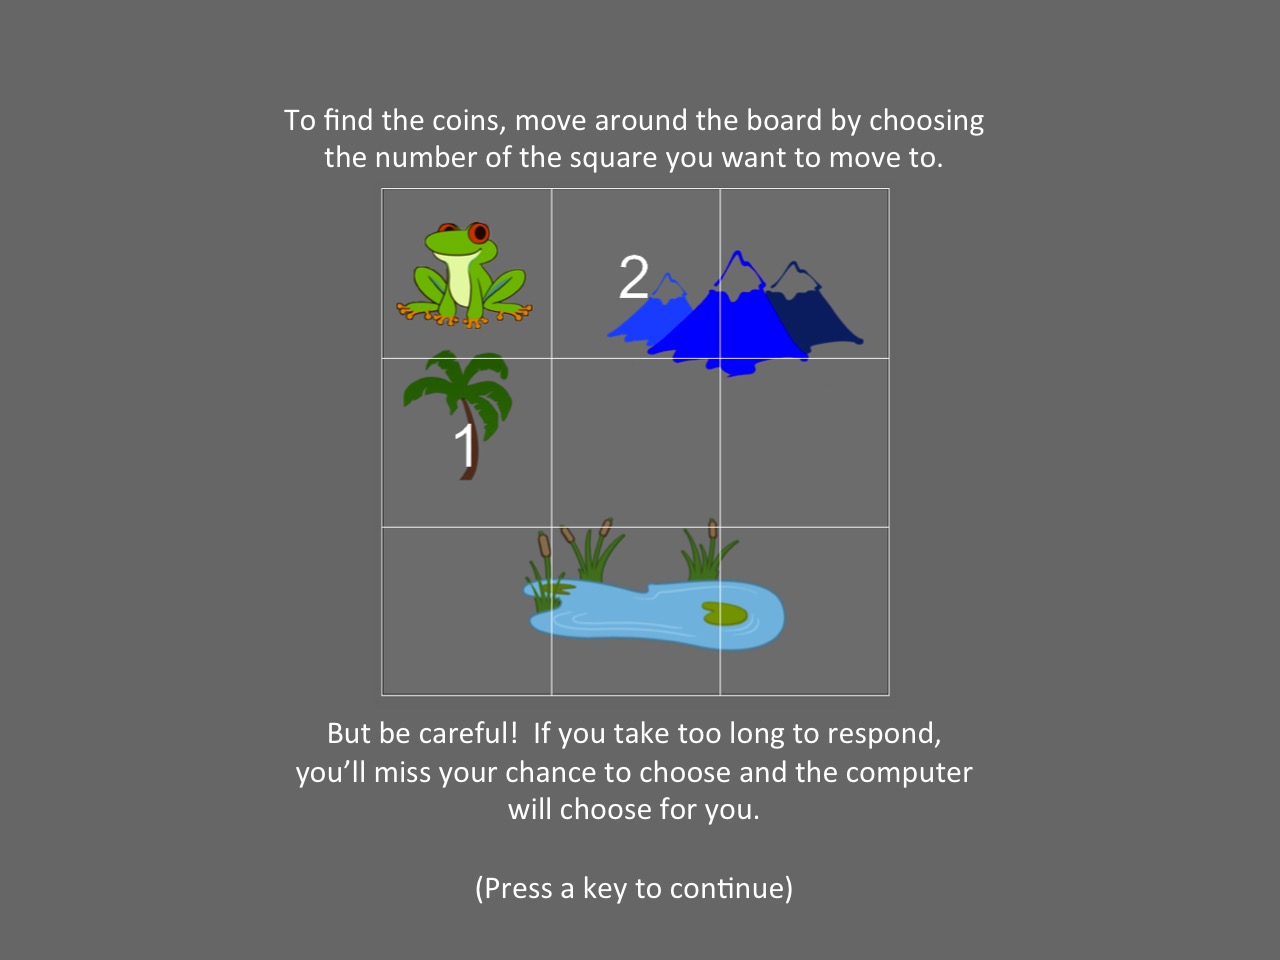 To find the coins, move around the board by choosing
the number of the square you want to move to.
2
1
But be careful!  If you take too long to respond,
you’ll miss your chance to choose and the computer
will choose for you.
(Press a key to continue)